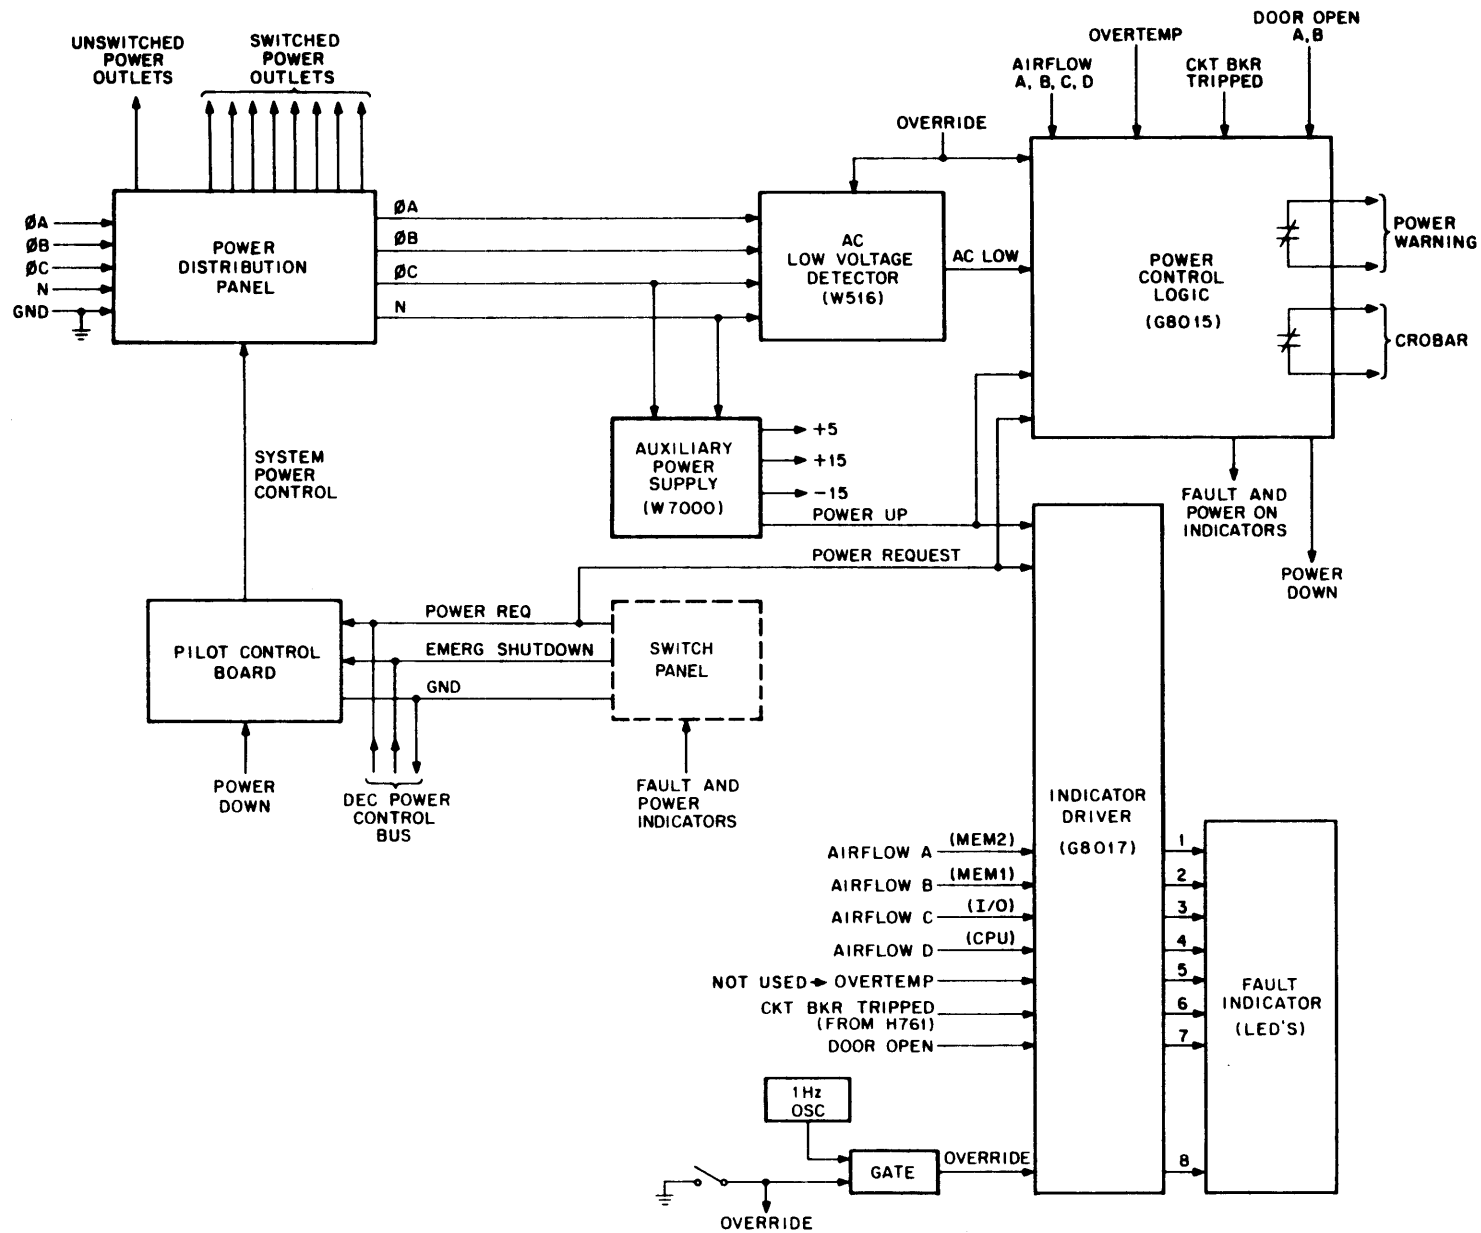 UNSWITCHED
POWER
OUTLETS
SWITCHED
POWER
OUTLETS
ØA
ØB
ØC
N
GND
POWER
DISTRIBUTION
PANEL
ØA
ØB
ØC
N
OVERRIDE
AC
LOW VOLTAGE
DETECTOR
(W516)
AC LOW
AIRFLOW
A, B, C, D
OVERTEMP
CKT BKR
TRIPPED
DOOR OPEN
A,B
POWER
CONTROL
LOGIC
(G8015)
POWER
WARNING
CROBAR
FAULT AND
POWER ON
INDICATORS
POWER
DOWN
AUXILIARY
POWER
SUPPLY
(W7000)
+5
+15
-15
POWER UP
POWER REQUEST
SYSTEM
POWER
CONTROL
PILOT CONTROL
BOARD
POWER
DOWN
POWER REQ
EMERG SHUTDOWN
GND
DEC POWER
CONTROL
BUS
SWITCH
PANEL
FAULT AND
POWER
INDICATORS
INDICATOR
DRIVER
(G8017)
AIRFLOW A (MEM2)
AIRFLOW B (MEM1)
AIRFLOW C (I/O)
AIRFLOW D (CPU)
NOT USED OVERTEMP
CKT BKR TRIPPED
(FROM H761)
DOOR OPEN
1
2
3
4
5
6
7
8
FAULT
INDICATOR
(LED'S)
1Hz
OSC
GATE
OVERRIDE
OVERRIDE